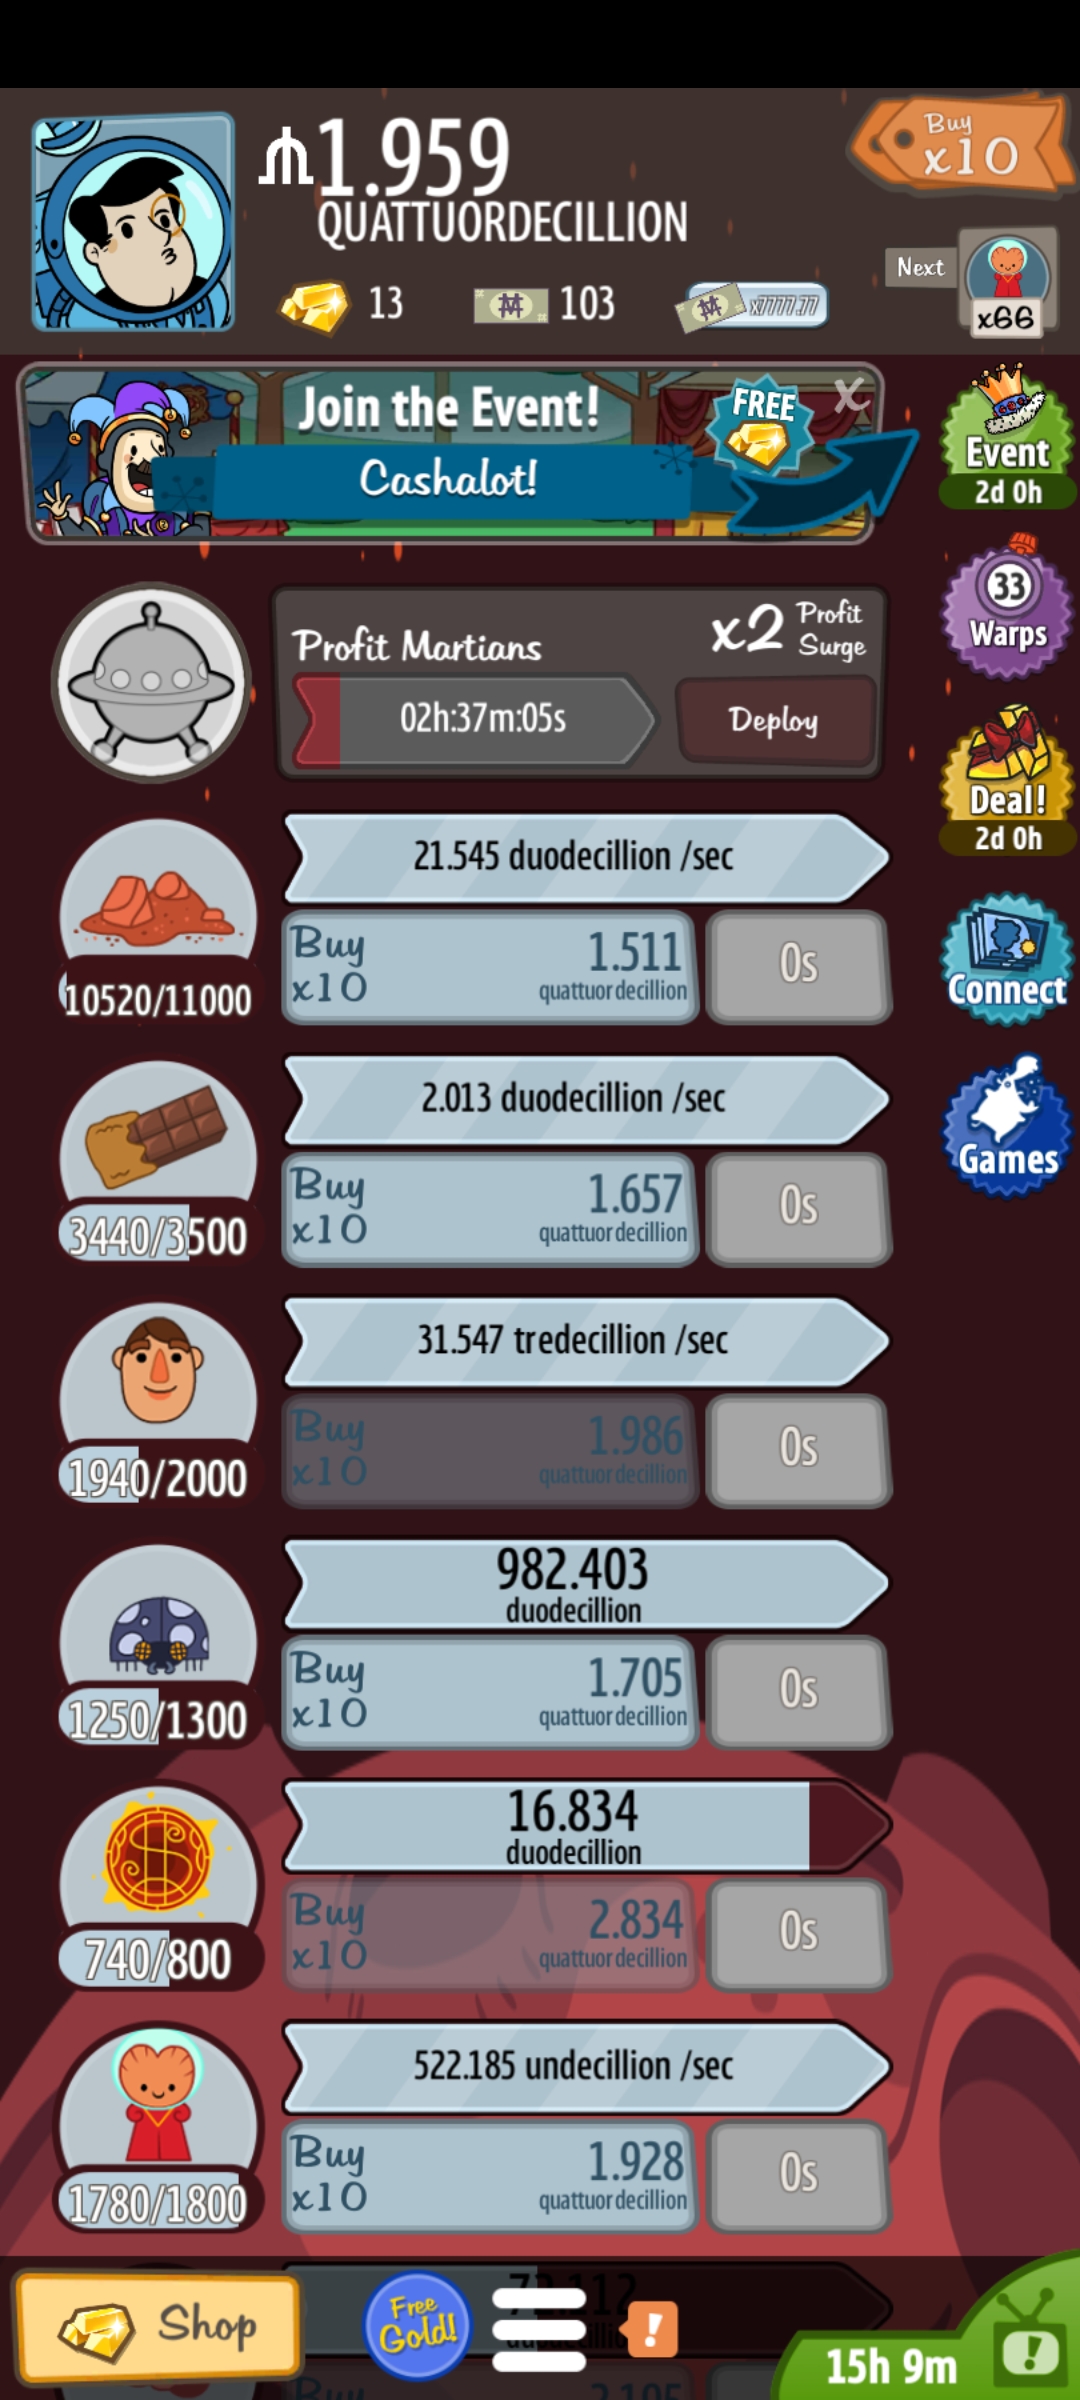 1.959
QUATTUORDECILLION
Buy
x10
13
103
x7777.77
Next
x66
Join the Event!
FREE
X
Cashalot!
Event
2d 0h
33
Warps
Profit Martians
x2 Profit
Surge
02h:37m:05s
Deploy
Deal!
2d 0h
21.545 duodecillion /sec
Buy
x10
1.511
quattuordecillion
0s
10520/11000
Connect
2.013 duodecillion /sec
Buy
x10
1.657
quattuordecillion
0s
3440/3500
Games
31.547 tredecillion /sec
Buy
x10
1.986
quattuordecillion
0s
1940/2000
982.403
duodecillion
Buy
x10
1.705
quattuordecillion
0s
1250/1300
16.834
duodecillion
Buy
x10
2.834
quattuordecillion
0s
740/800
522.185 undecillion /sec
Buy
x10
1.928
quattuordecillion
0s
1780/1800
Shop
Free
Gold!
!
15h 9m
!
Buy